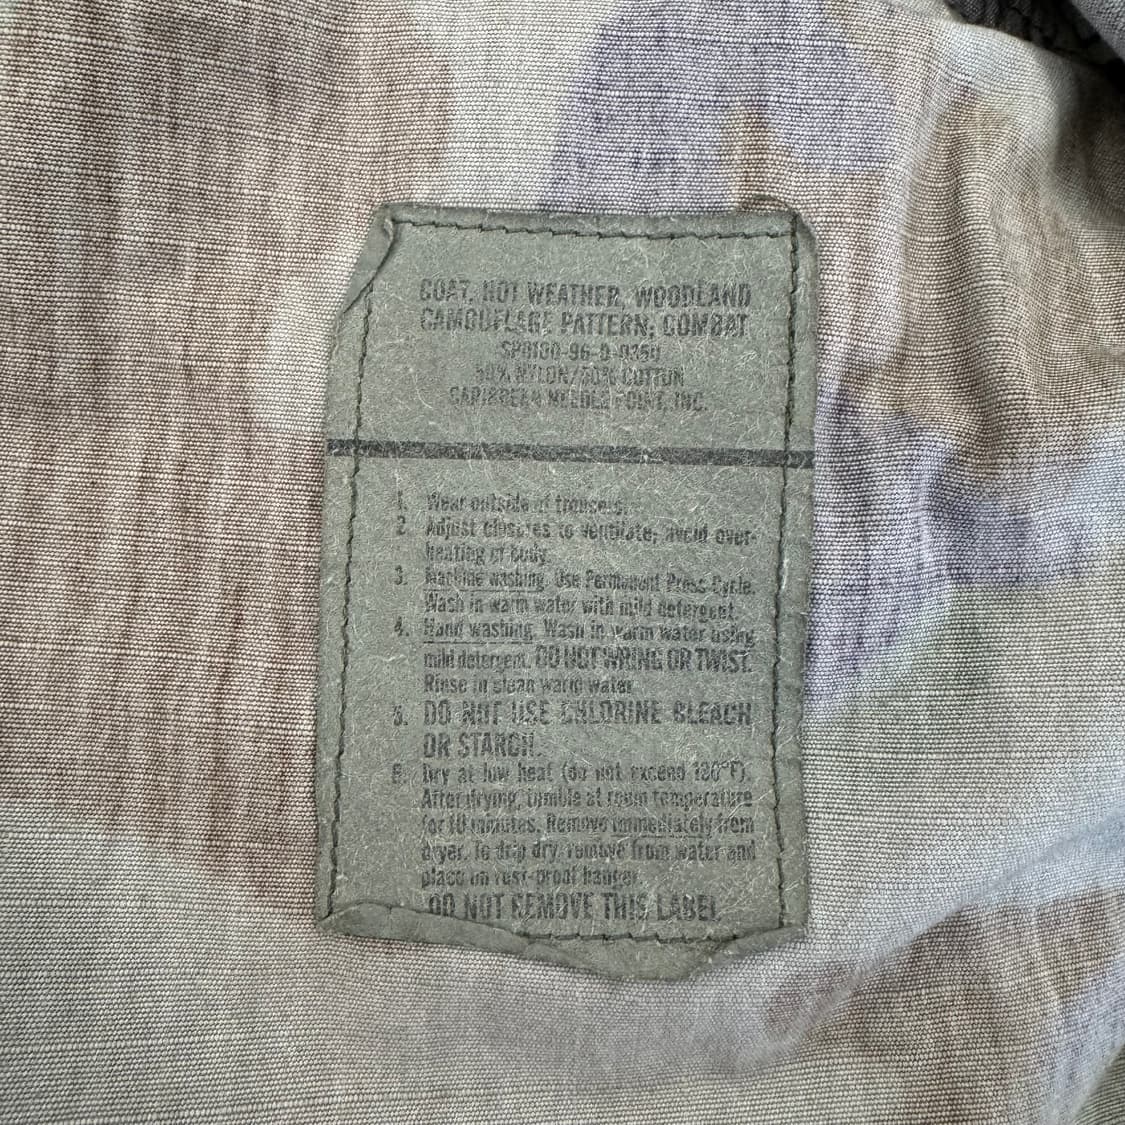 COAT, HOT WEATHER, WOODLAND
CAMOUFLAGE PATTERN: COMBAT
SP0100-96-D-0350
50% NYLON/50% COTTON
CARIBBEAN NEEDLE POINT, INC.
1. Wear outside of trousers.
2. Adjust closures to ventilate; avoid over-
heating of body.
3. Machine washing. Use Permanent Press Cycle.
Wash in warm water with mild detergent
4. Hand washing. Wash in warm water using
mild detergent. DO NOT WRING OR TWIST.
Rinse in clean warm water
5. DO NOT USE CHLORINE BLEACH
OR STARCH.
6. Dry at low heat (do not exceed 130°F).
After drying, tumble at room temperature
for 10 minutes. Remove immediately from
dryer. To drip dry, remove from water and
place on rust-proof hanger.
DO NOT REMOVE THIS LABEL